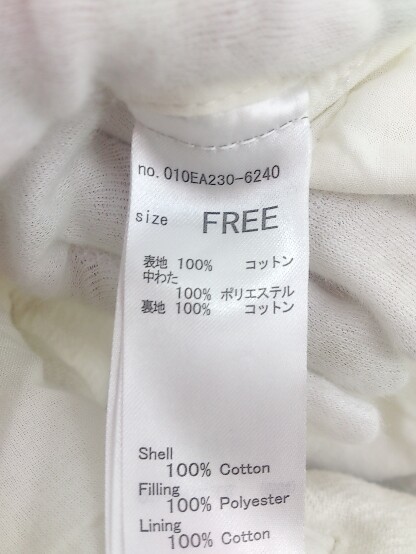 no.010EA230-6240
size FREE
表地 100% コットン
中わた
100% ポリエステル
裏地 100% コットン
Shell
100% Cotton
Filling
100% Polyester
Lining
100% Cotton